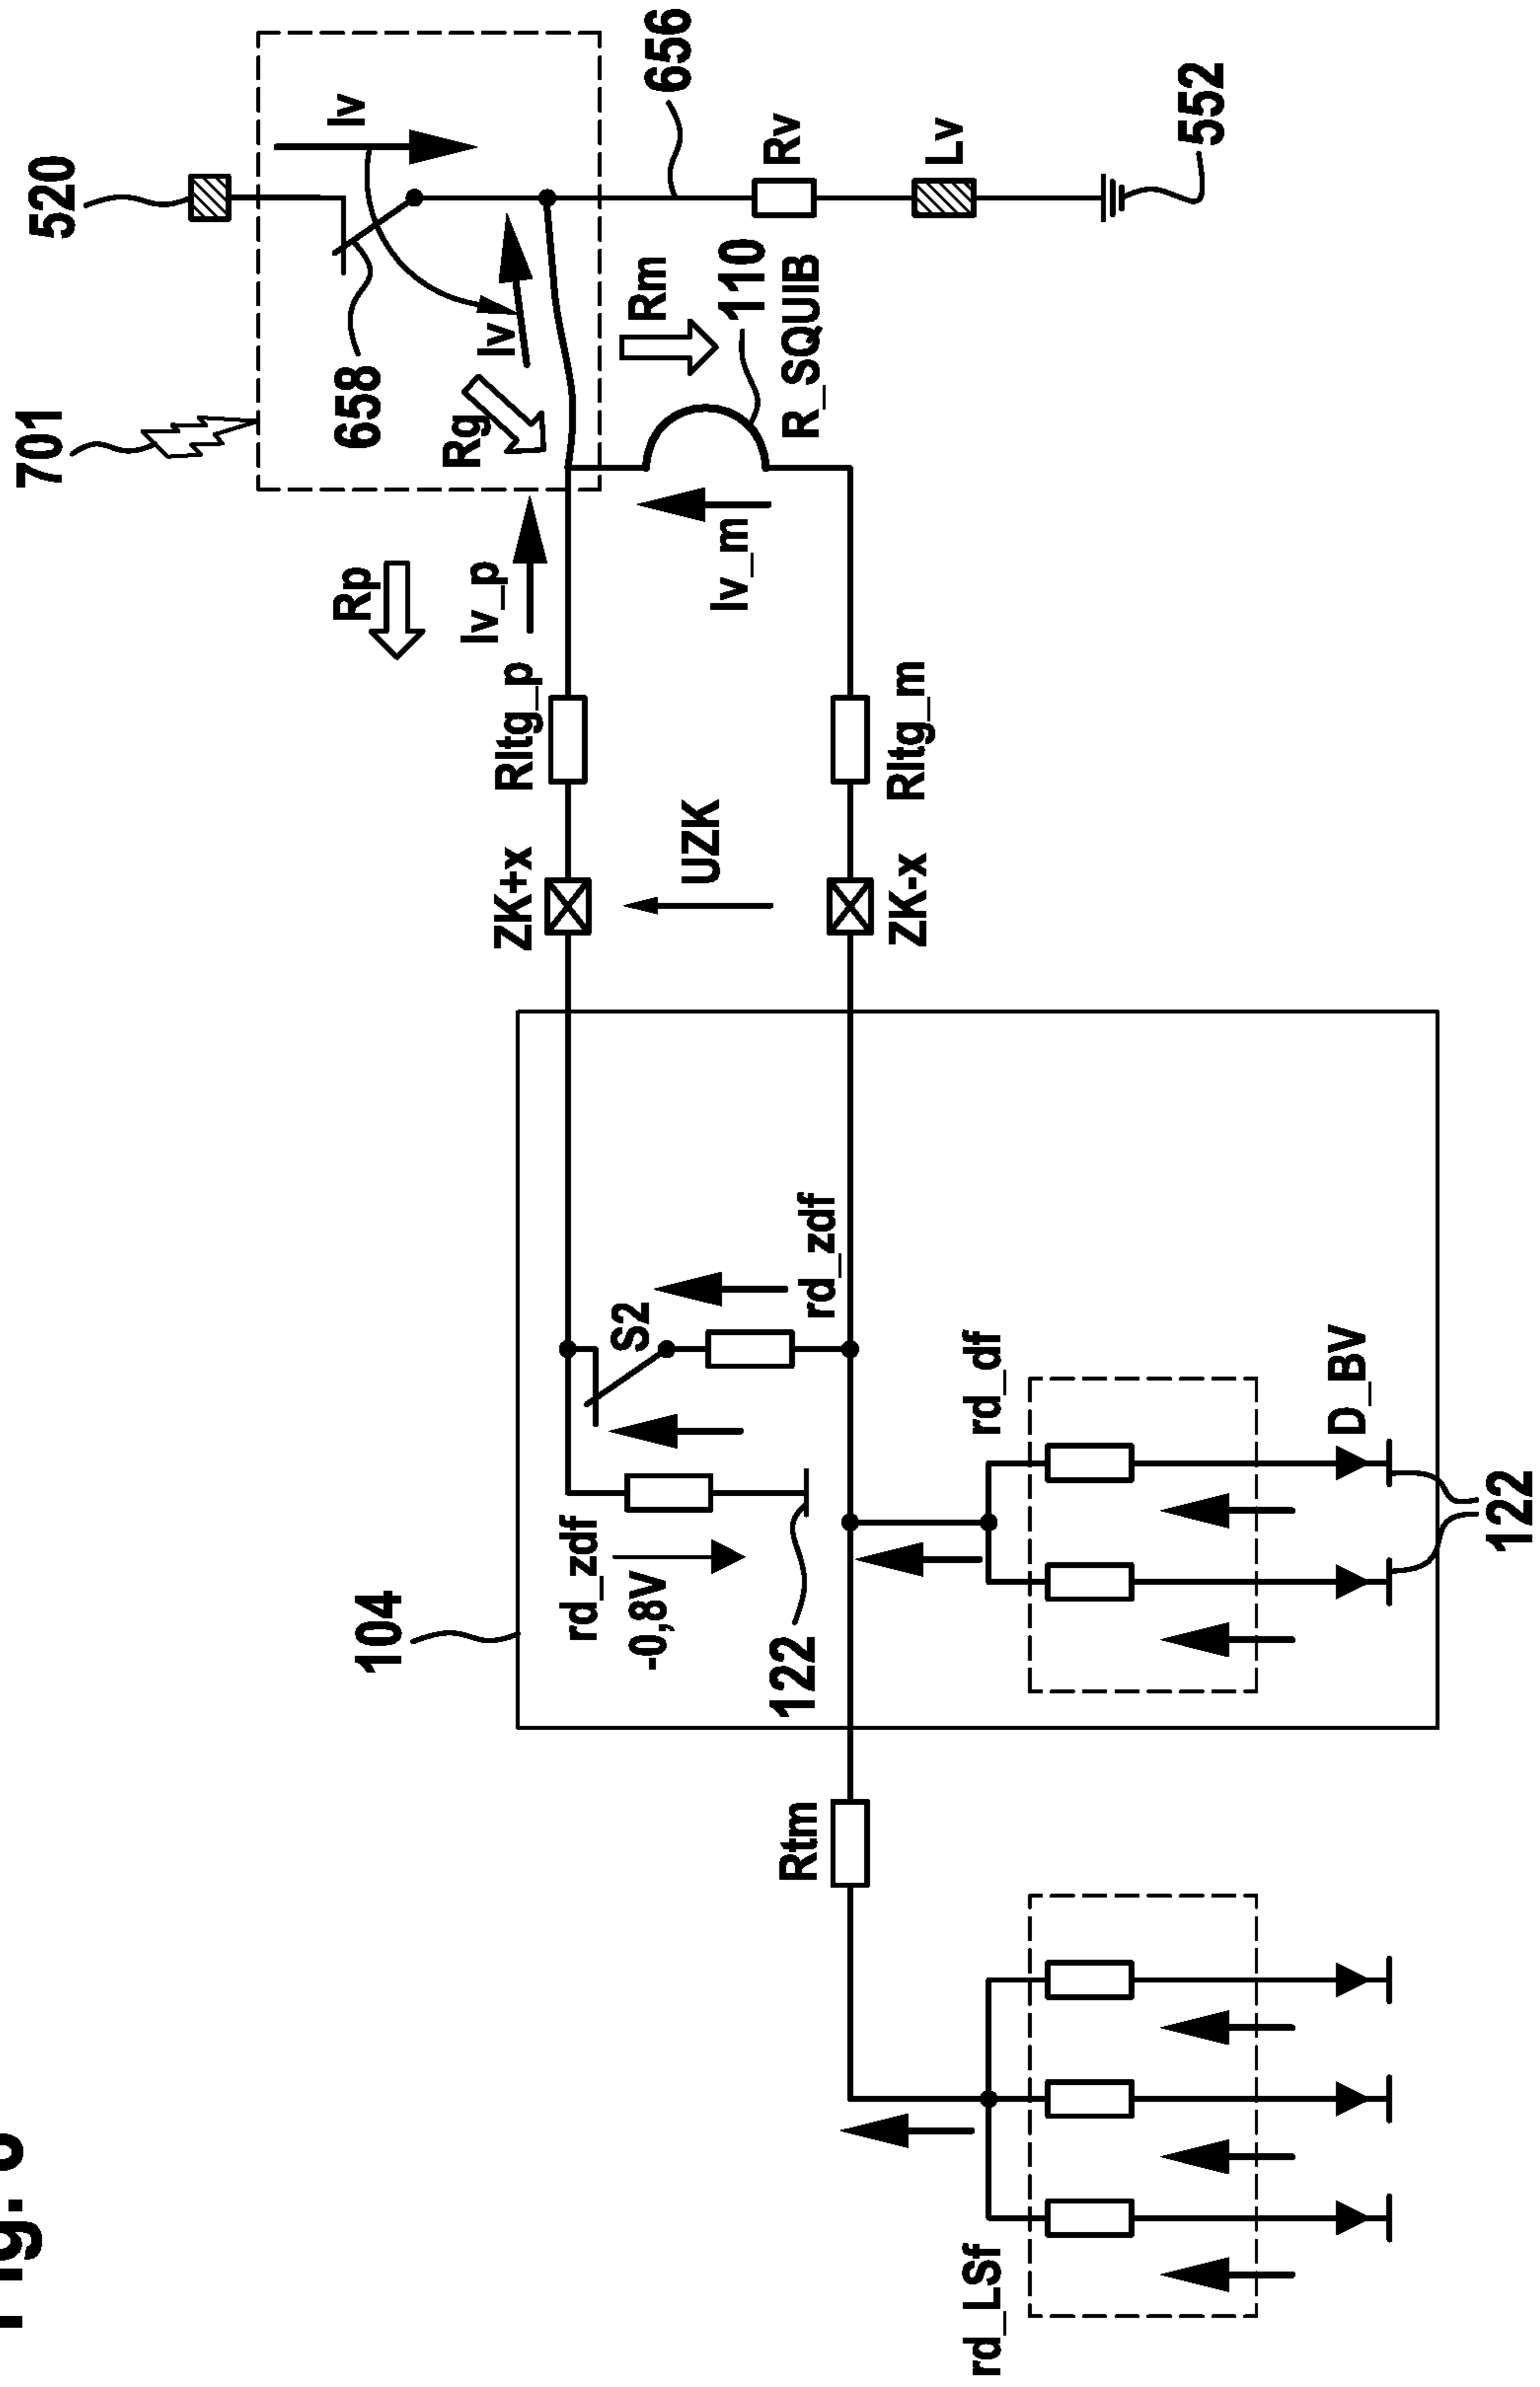 Fig.
701
520
104
Rp
658
Iv
Iv_p
Rg
Iv
ZK+x
Rltg_p
rd_zdf
-0,8V
S2
UZK
Iv_m
Rm
656
Rtm
122
rd_zdf
110
R_SQUIB
Rv
ZK-x
Rltg_m
Lv
rd_LSf
rd_df
552
D_BV
122